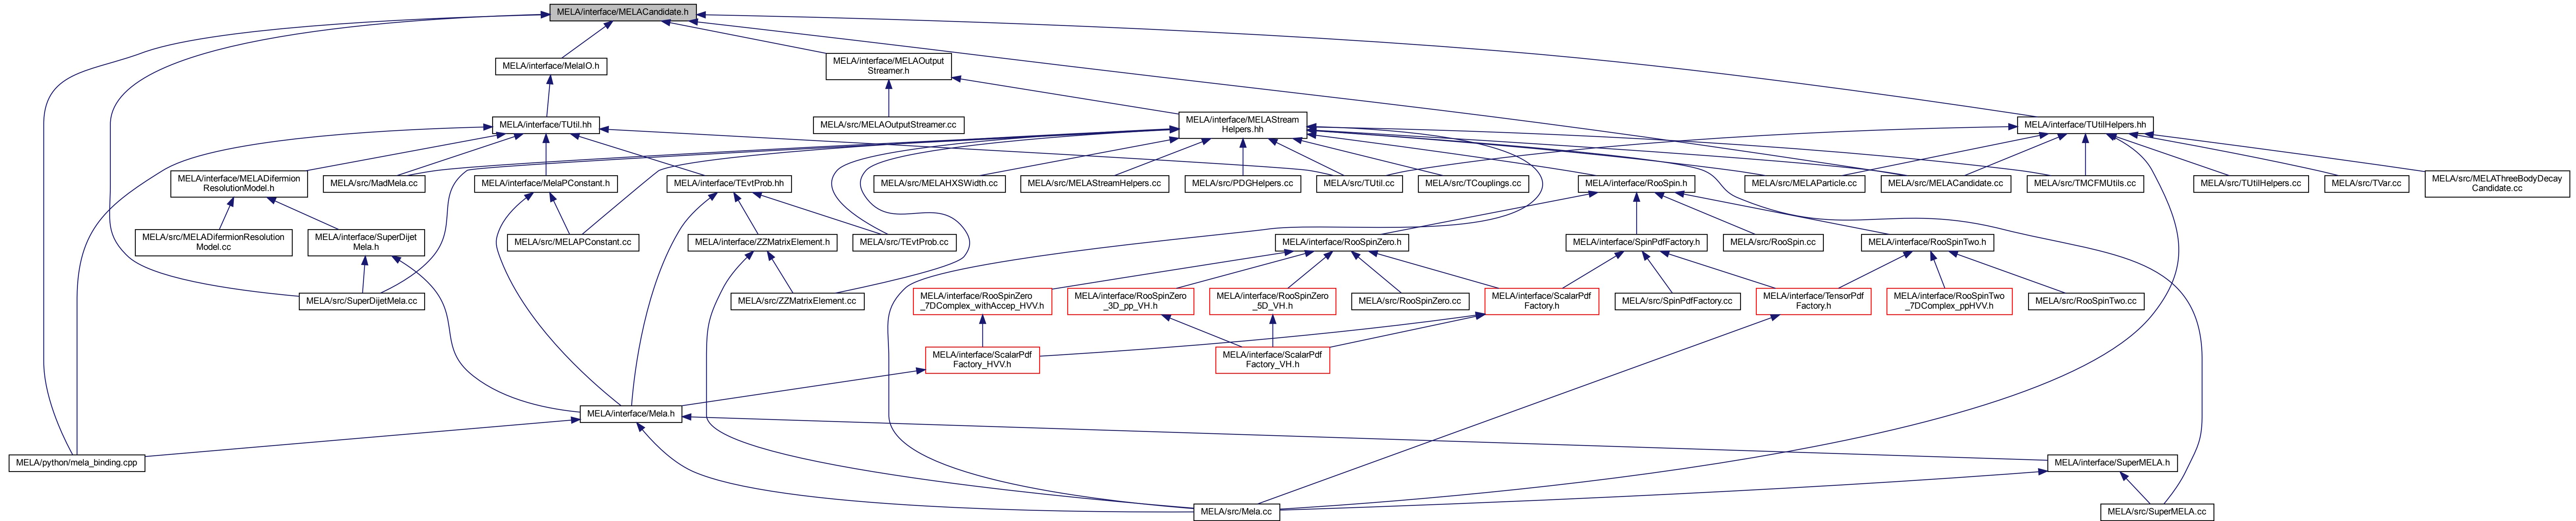 MELA/interface/MELACandidate.h
MELA/interface/MelaIO.h
MELA/interface/MELAOutput
Streamer.h
MELA/interface/TUtil.hh
MELA/src/MELAOutputStreamer.cc
MELA/interface/MELAStream
Helpers.hh
MELA/interface/TUtilHelpers.hh
MELA/interface/MELADifermion
ResolutionModel.h
MELA/src/MadMela.cc
MELA/interface/MelaPConstant.h
MELA/interface/TEvtProb.hh
MELA/src/MELAHXSWidth.cc
MELA/src/MELAStreamHelpers.cc
MELA/src/PDGHelpers.cc
MELA/src/TUtil.cc
MELA/src/TCouplings.cc
MELA/interface/RooSpin.h
MELA/src/MELAParticle.cc
MELA/src/MELACandidate.cc
MELA/src/TMCFMUtils.cc
MELA/src/TUtilHelpers.cc
MELA/src/TVar.cc
MELA/src/MELAThreeBodyDecay
Candidate.cc
MELA/src/MELADifermionResolution
Model.cc
MELA/interface/SuperDijet
Mela.h
MELA/src/MELAPConstant.cc
MELA/interface/ZZMatrixElement.h
MELA/src/TEvtProb.cc
MELA/interface/RooSpinZero.h
MELA/interface/SpinPdfFactory.h
MELA/src/RooSpin.cc
MELA/interface/RooSpinTwo.h
MELA/src/SuperDijetMela.cc
MELA/src/ZZMatrixElement.cc
MELA/interface/RooSpinZero
_7DComplex_withAccep_HVV.h
MELA/interface/RooSpinZero
_3D_pp_VH.h
MELA/interface/RooSpinZero
_5D_VH.h
MELA/src/RooSpinZero.cc
MELA/interface/ScalarPdf
Factory.h
MELA/src/SpinPdfFactory.cc
MELA/interface/TensorPdf
Factory.h
MELA/interface/RooSpinTwo
_7DComplex_ppHVV.h
MELA/src/RooSpinTwo.cc
MELA/interface/ScalarPdf
Factory_HVV.h
MELA/interface/ScalarPdf
Factory_VH.h
MELA/interface/Mela.h
MELA/python/mela_binding.cpp
MELA/interface/SuperMELA.h
MELA/src/Mela.cc
MELA/src/SuperMELA.cc